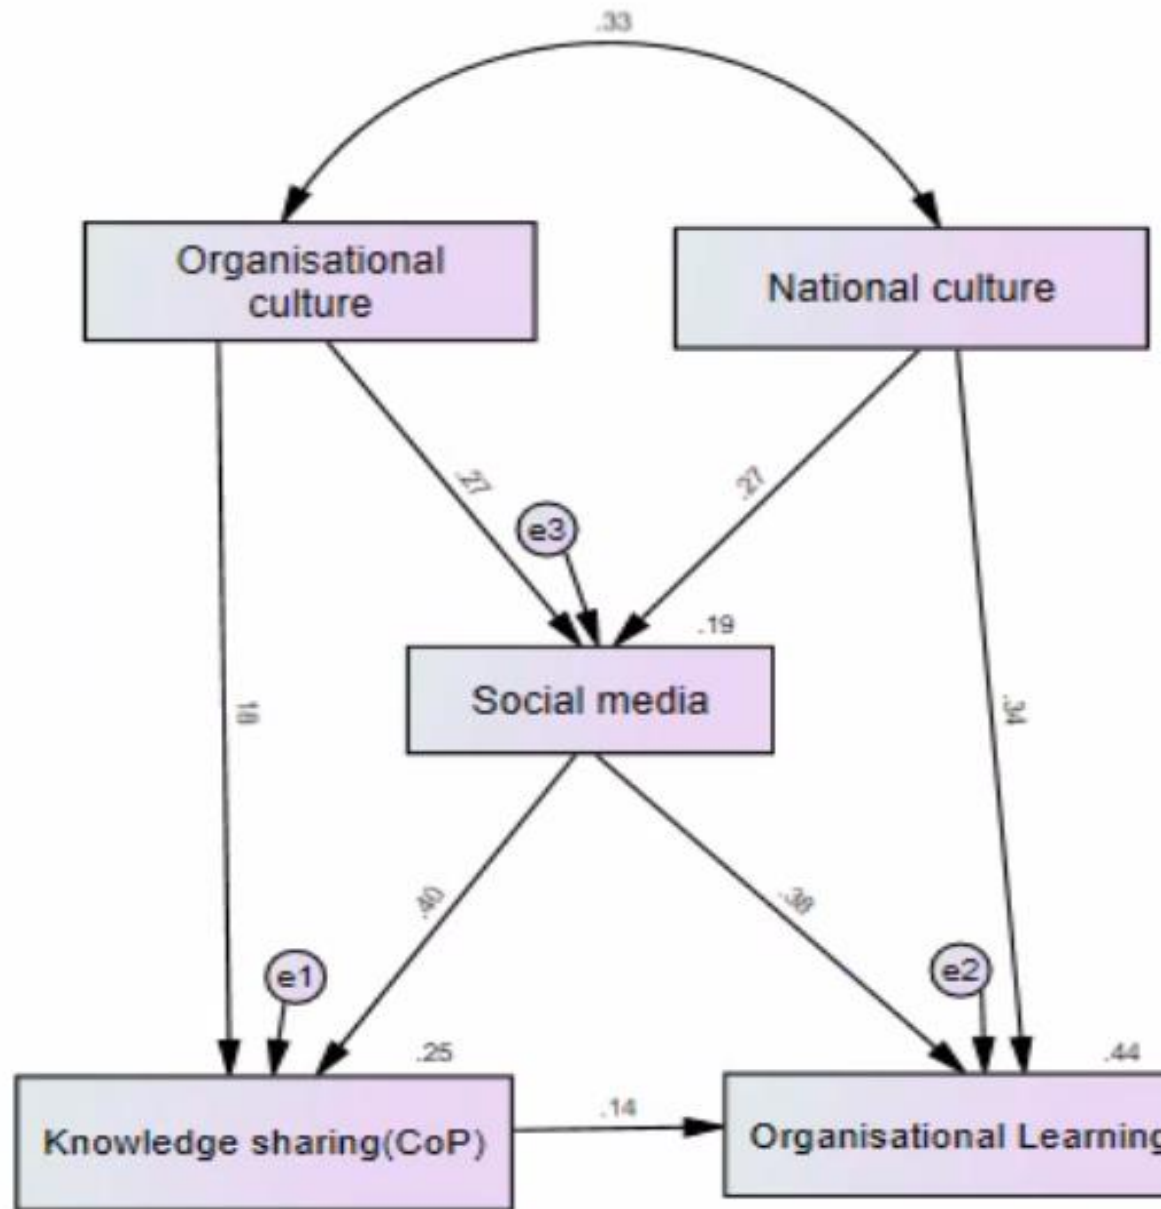 .33
Organisational
culture
National culture
.27
.27
e3
.19
Social media
.18
.34
.40
.38
e1
e2
.25
.44
Knowledge sharing(CoP)
.14
Organisational Learning